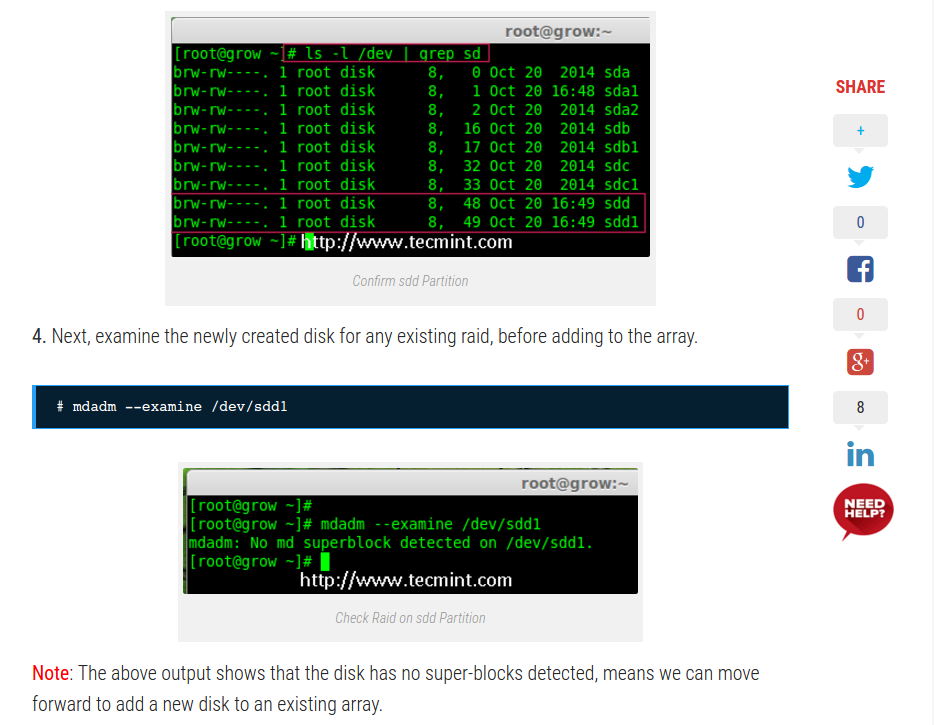 root@grow:~
[root@grow ~]# ls -l /dev | grep sd
brw-rw----. 1 root disk 8, 0 Oct 20 2014 sda
brw-rw----. 1 root disk 8, 1 Oct 20 16:48 sda1
brw-rw----. 1 root disk 8, 2 Oct 20 2014 sda2
brw-rw----. 1 root disk 8, 16 Oct 20 2014 sdb
brw-rw----. 1 root disk 8, 17 Oct 20 2014 sdb1
brw-rw----. 1 root disk 8, 32 Oct 20 2014 sdc
brw-rw----. 1 root disk 8, 33 Oct 20 2014 sdc1
brw-rw----. 1 root disk 8, 48 Oct 20 16:49 sdd
brw-rw----. 1 root disk 8, 49 Oct 20 16:49 sdd1
[root@grow ~]# http://www.tecmint.com
Confirm sdd Partition
4. Next, examine the newly created disk for any existing raid, before adding to the array.
# mdadm --examine /dev/sdd1
root@grow:~
[root@grow ~]#
[root@grow ~]# mdadm --examine /dev/sdd1
mdadm: No md superblock detected on /dev/sdd1.
[root@grow ~]#
http://www.tecmint.com
Check Raid on sdd Partition
Note: The above output shows that the disk has no super-blocks detected, means we can move
forward to add a new disk to an existing array.
SHARE
+
0
0
g+
8
in
NEED
HELP?